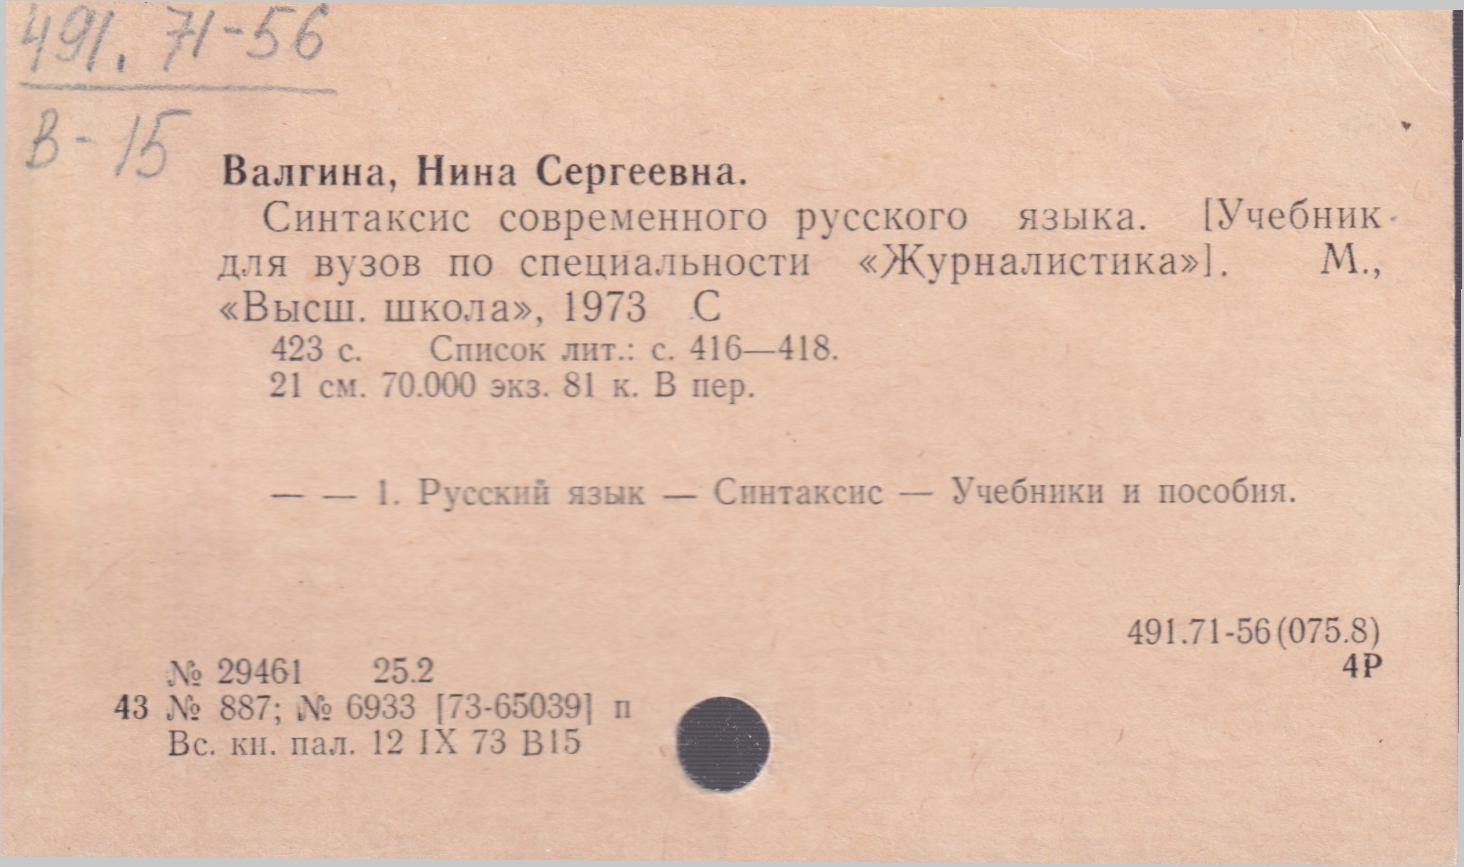 491.71-56
В-15
Валгина, Нина Сергеевна.
Синтаксис современного русского языка. [Учебник
для вузов по специальности «Журналистика»]. М.,
«Высш. школа», 1973 С
423 с. Список лит.: с. 416—418.
21 см. 70.000 экз. 81 к. В пер.
— — 1. Русский язык — Синтаксис — Учебники и пособия.
491.71-56(075.8)
4Р
№ 29461 25.2
43 № 887; № 6933 [73-65039] п
Вс. кн. пал. 12 IX 73 В15